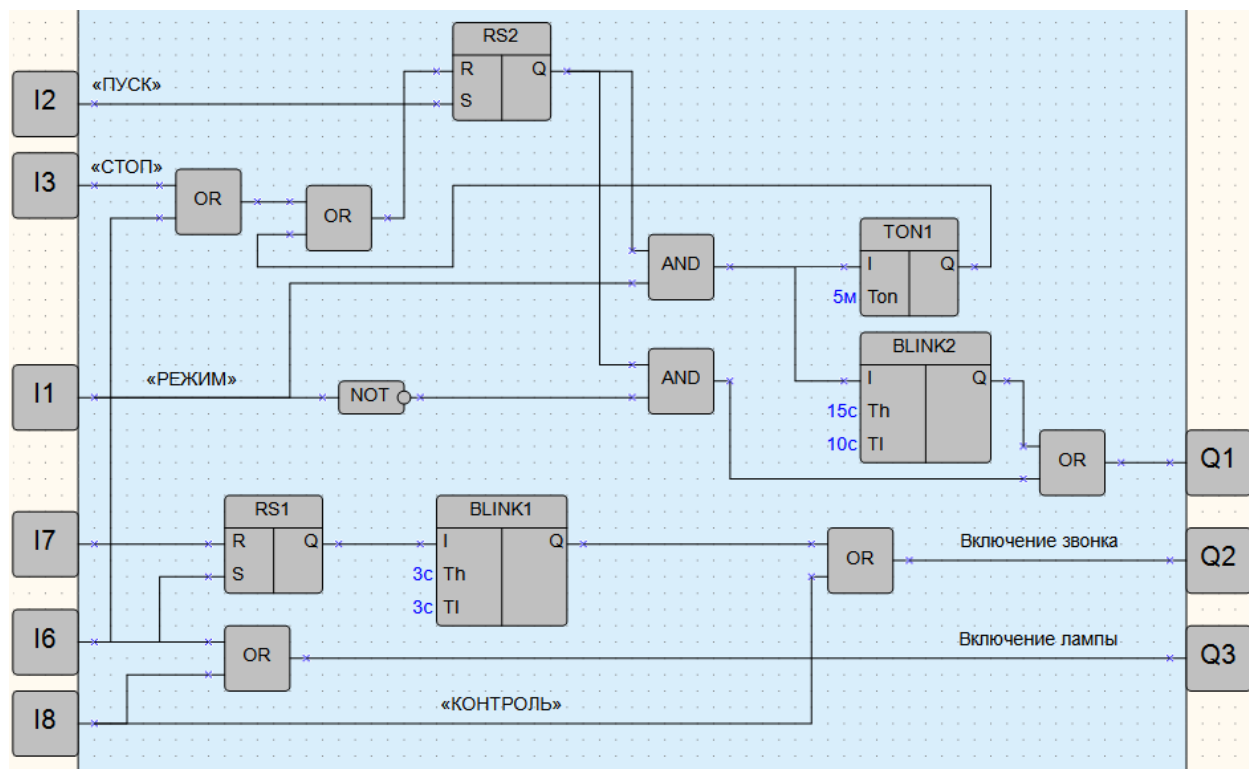 RS2
R Q
S
I2
«ПУСК»
I3
«СТОП»
OR
OR
AND
TON1
I Q
5м Ton
I1
«РЕЖИМ»
NOT
AND
BLINK2
I Q
15с Th
10с Tl
OR
Q1
I7
RS1
R Q
S
BLINK1
I Q
3с Th
3с Tl
OR
Включение звонка
Q2
I6
OR
Включение лампы
Q3
I8
«КОНТРОЛЬ»